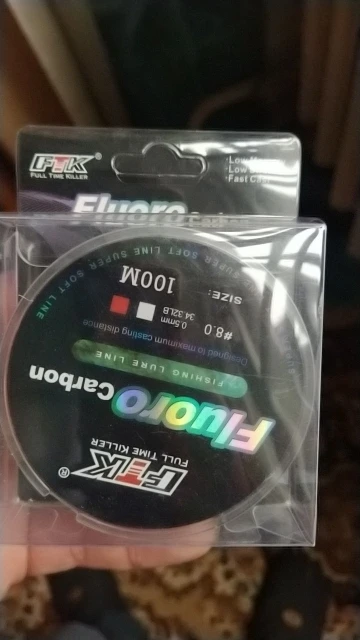 FTK®
FULL TIME KILLER
·Low
·Low
·Fast
Fluoro
FTK®
FULL TIME KILLER
Fluoro Carbon
FISHING LURE LINE
Designed to maximum casting distance
#8.0
0.5mm
34.32LB
SIZE: 100M
SUPER SOFT LINE SUPER SOFT LINE